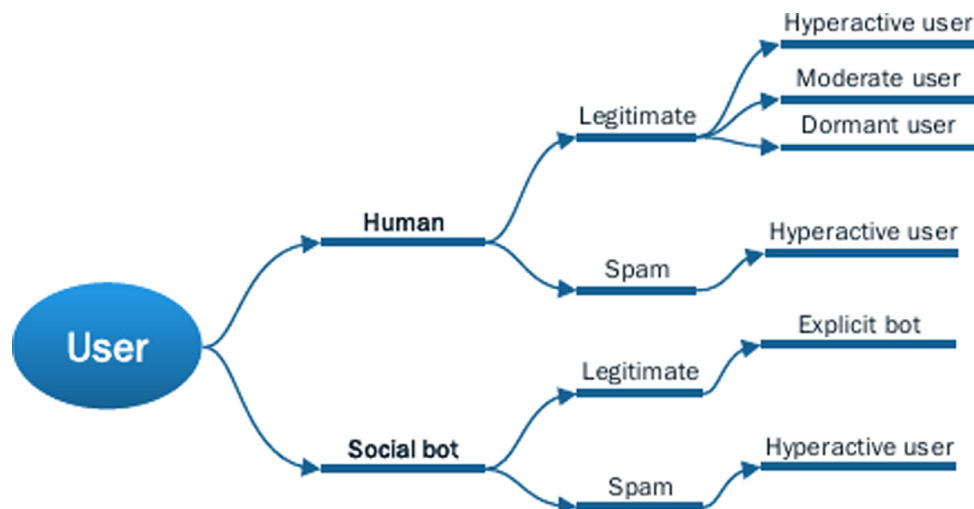 Hyperactive user
Moderate user
Legitimate
Dormant user
Human
Hyperactive user
Spam
User
Explicit bot
Legitimate
Social bot
Hyperactive user
Spam